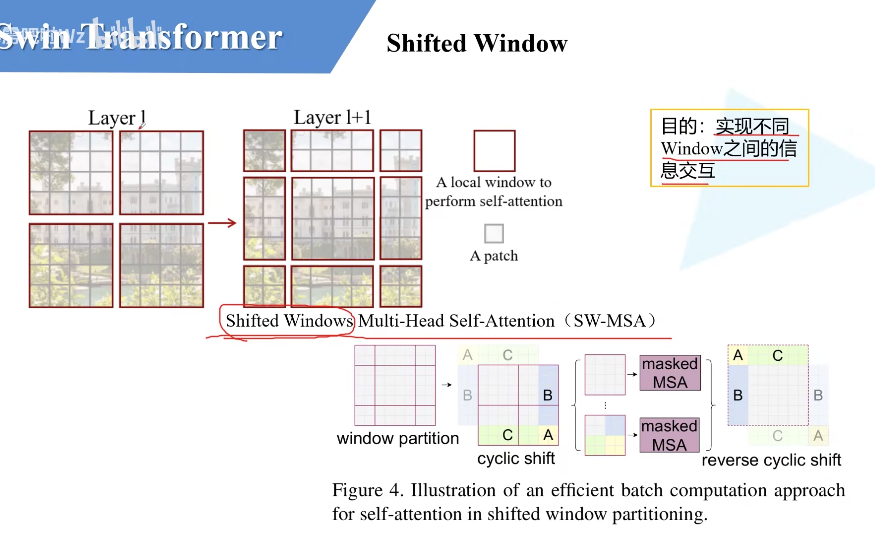 Swin Transformer
Shifted Window
Layer l
Layer l+1
A local window to
perform self-attention
A patch
目的：实现不同
Window之间的信
息交互
Shifted Windows Multi-Head Self-Attention（SW-MSA）
A
C
B
B
C
A
window partition
cyclic shift
masked
MSA
⋮
masked
MSA
A
C
B
B
C
A
reverse cyclic shift
Figure 4. Illustration of an efficient batch computation approach
for self-attention in shifted window partitioning.